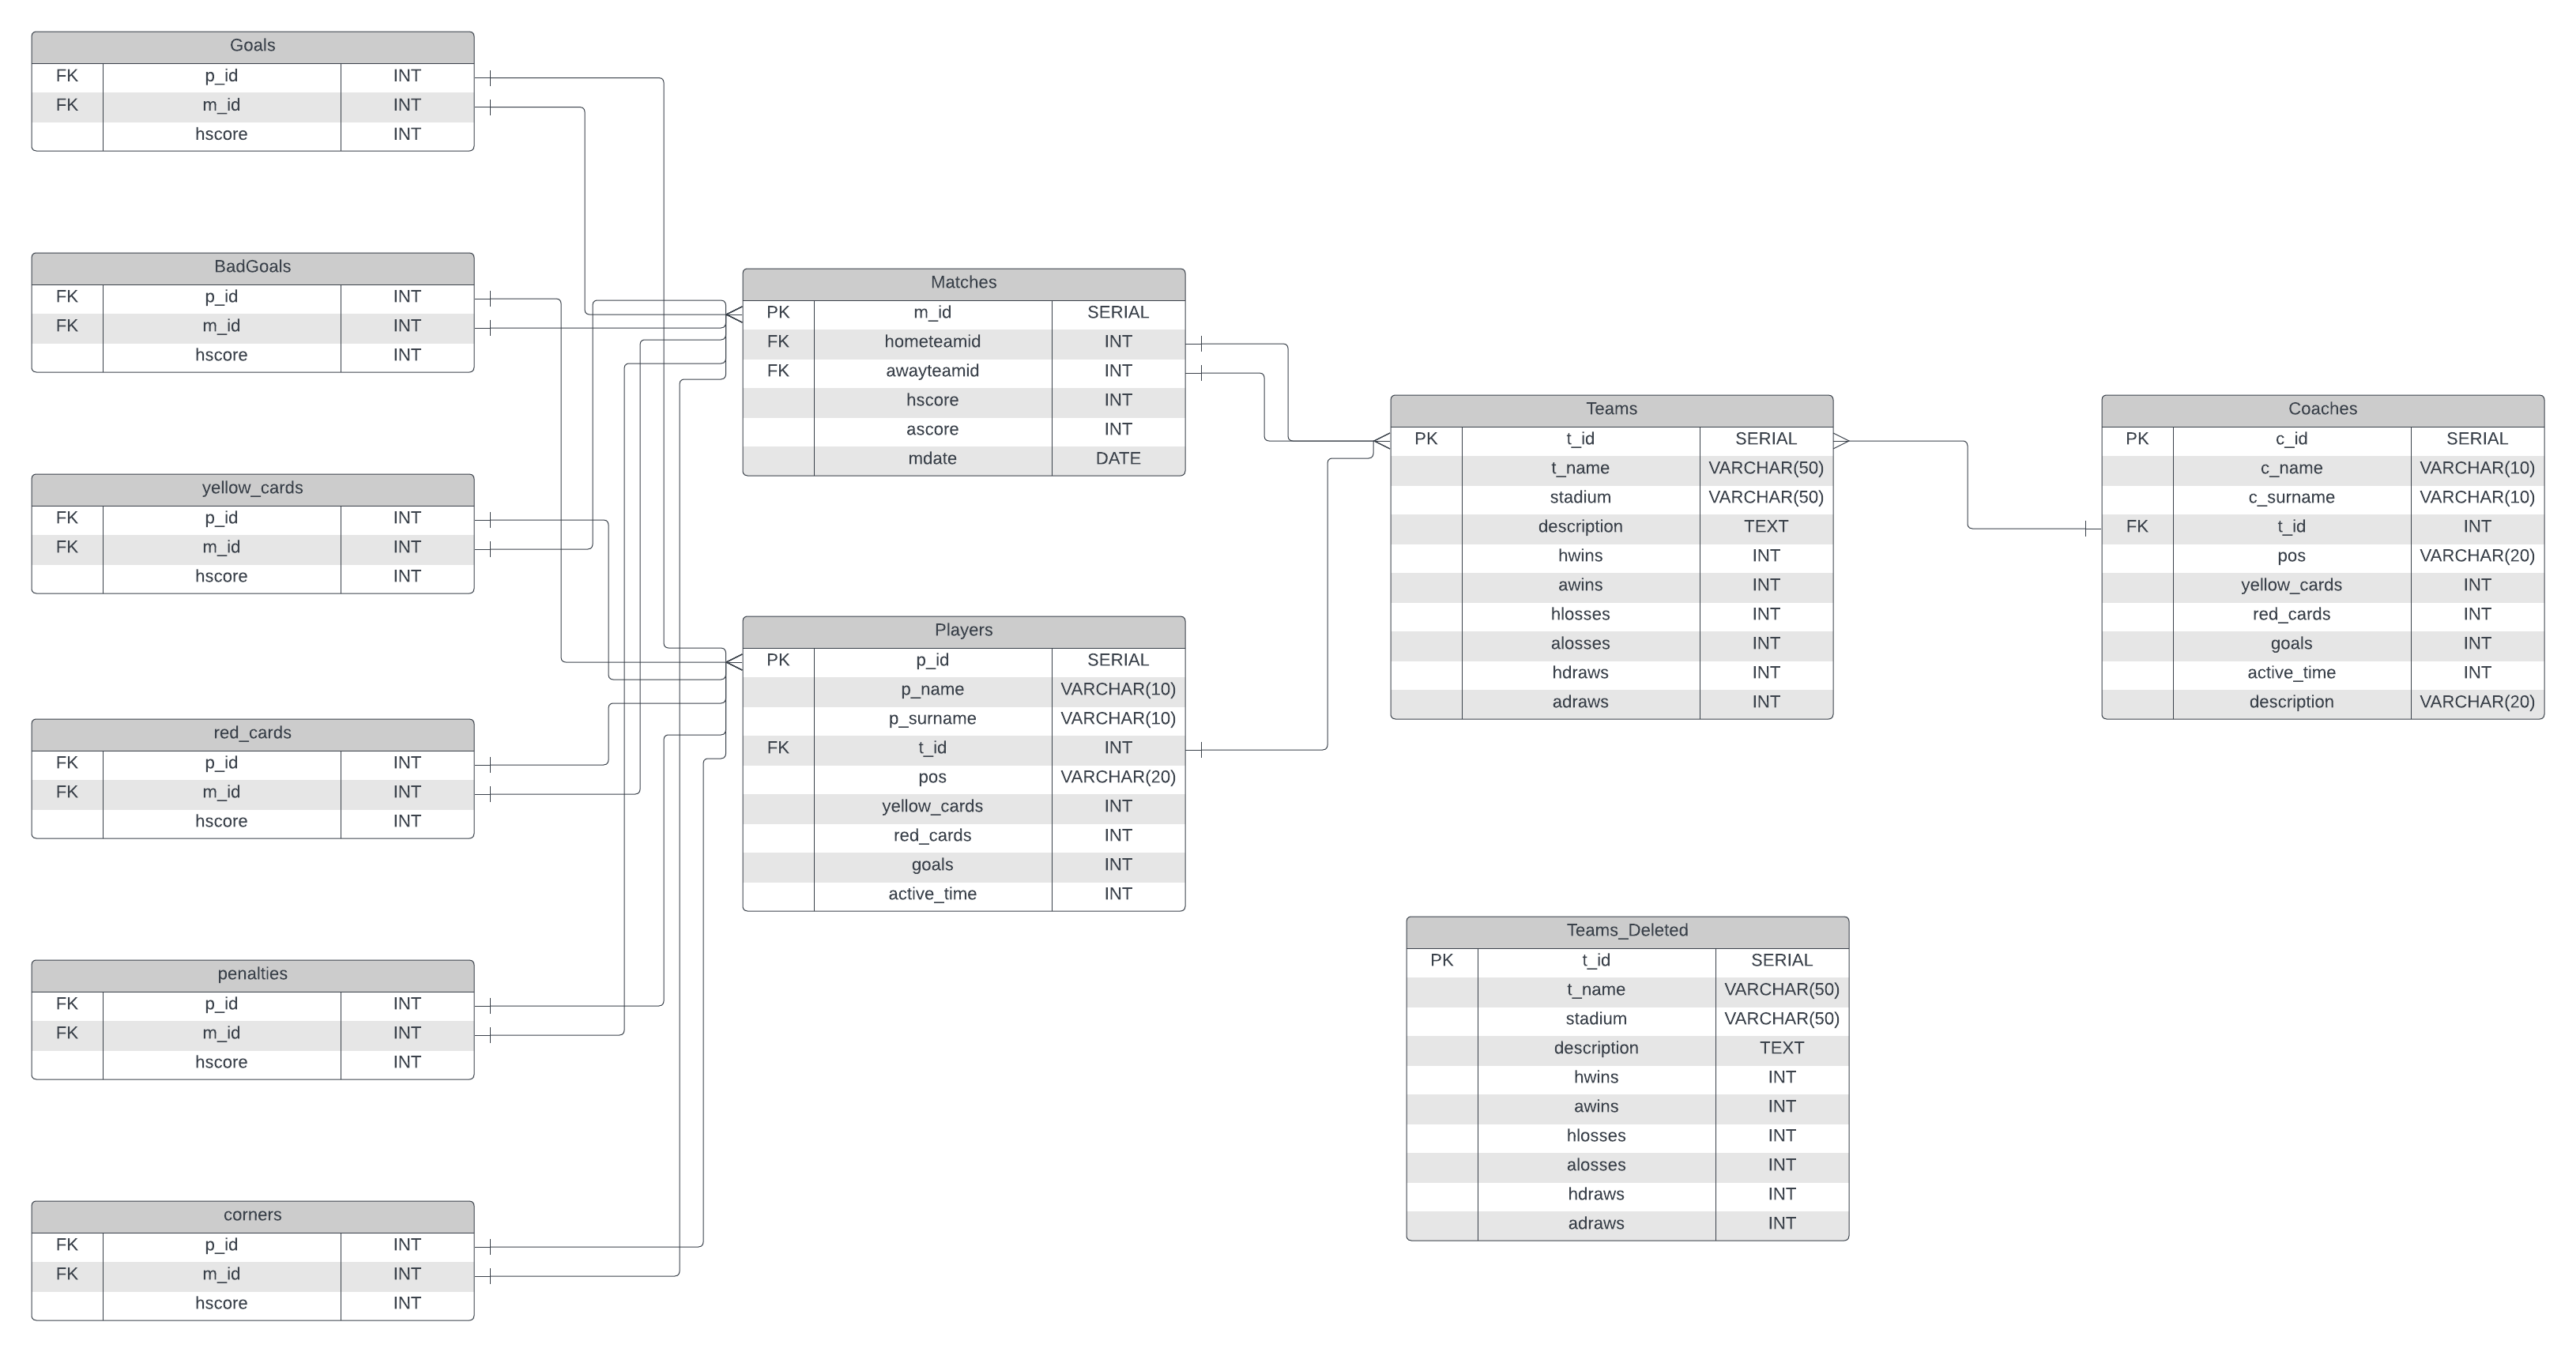 Goals
FK p_id INT
FK m_id INT
hscore INT
BadGoals
FK p_id INT
FK m_id INT
hscore INT
yellow_cards
FK p_id INT
FK m_id INT
hscore INT
red_cards
FK p_id INT
FK m_id INT
hscore INT
penalties
FK p_id INT
FK m_id INT
hscore INT
corners
FK p_id INT
FK m_id INT
hscore INT
Matches
PK m_id SERIAL
FK hometeamid INT
FK awayteamid INT
hscore INT
ascore INT
mdate DATE
Players
PK p_id SERIAL
p_name VARCHAR(10)
p_surname VARCHAR(10)
FK t_id INT
pos VARCHAR(20)
yellow_cards INT
red_cards INT
goals INT
active_time INT
Teams
PK t_id SERIAL
t_name VARCHAR(50)
stadium VARCHAR(50)
description TEXT
hwins INT
awins INT
hlosses INT
alosses INT
hdraws INT
adraws INT
Teams_Deleted
PK t_id SERIAL
t_name VARCHAR(50)
stadium VARCHAR(50)
description TEXT
hwins INT
awins INT
hlosses INT
alosses INT
hdraws INT
adraws INT
Coaches
PK c_id SERIAL
c_name VARCHAR(10)
c_surname VARCHAR(10)
FK t_id INT
pos VARCHAR(20)
yellow_cards INT
red_cards INT
goals INT
active_time INT
description VARCHAR(20)